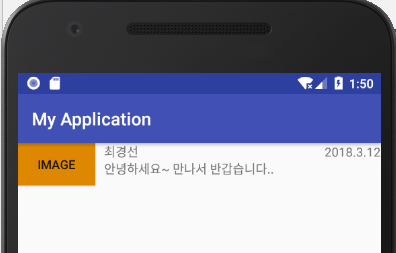 1:50
My Application
IMAGE
최경선
2018.3.12
안녕하세요~ 만나서 반갑습니다..